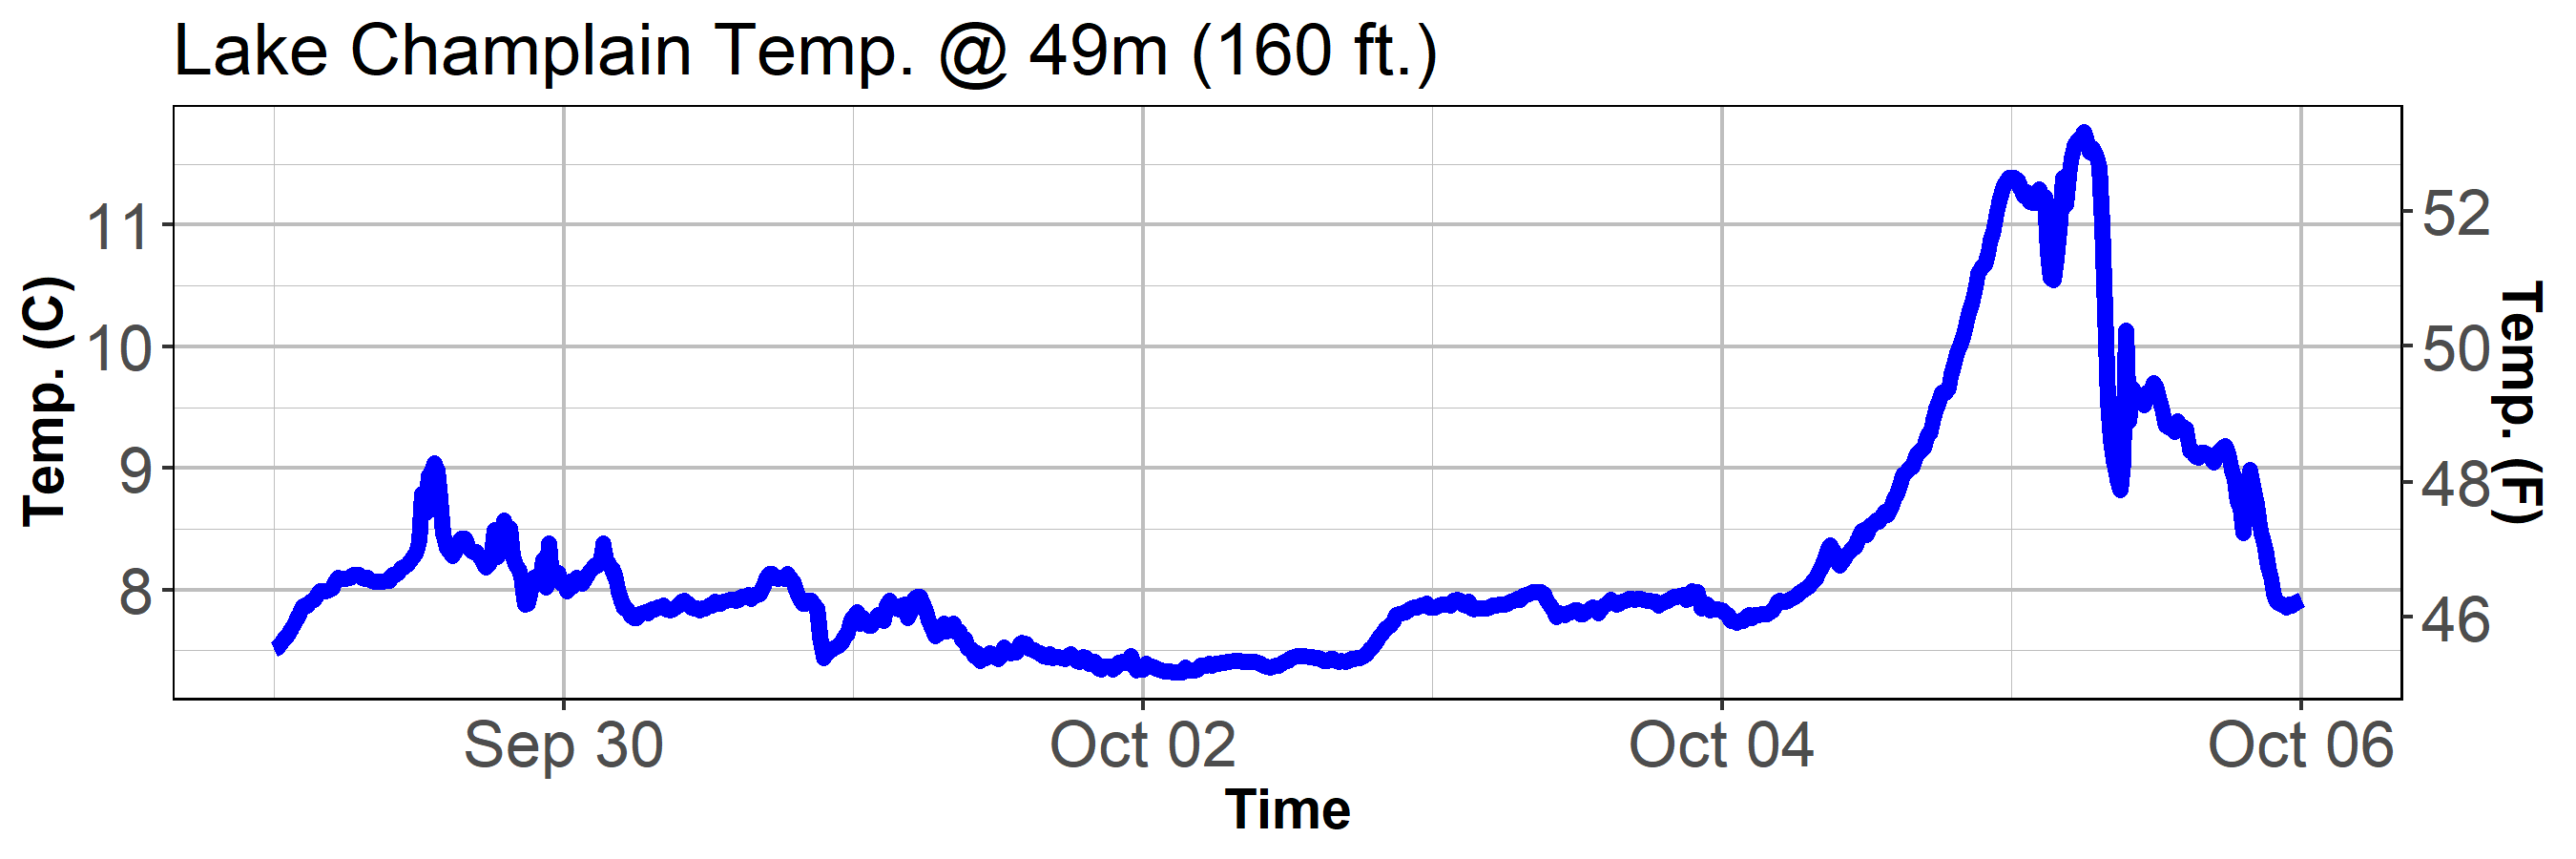 Lake Champlain Temp. @ 49m (160 ft.)
Temp. (C)
11
10
9
8
52
50
48
46
Temp. (F)
Sep 30
Oct 02
Oct 04
Oct 06
Time